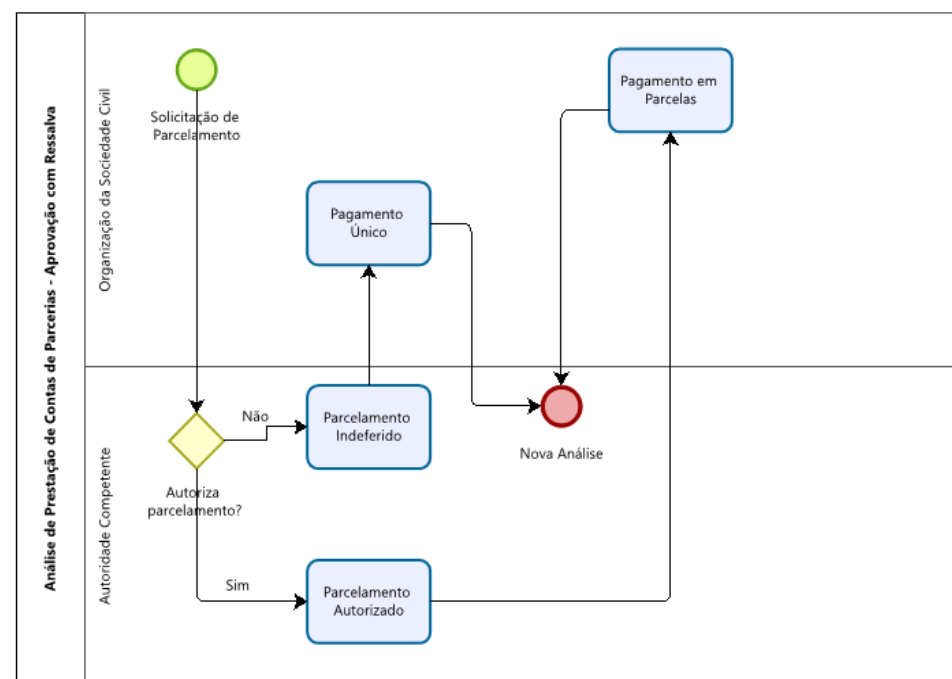 Análise de Prestação de Contas de Parcerias - Aprovação com Ressalva
Organização da Sociedade Civil
Solicitação de
Parcelamento
Pagamento em
Parcelas
Pagamento
Único
Autoridade Competente
Não
Parcelamento
Indeferido
Nova Análise
Autoriza
parcelamento?
Sim
Parcelamento
Autorizado